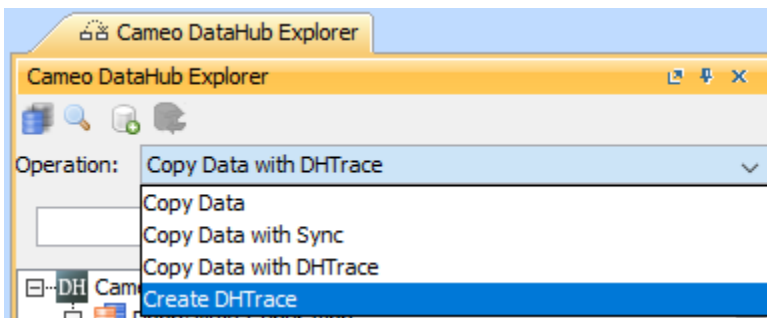 Cameo DataHub Explorer
Cameo DataHub Explorer
Operation: Copy Data with DHTrace
Copy Data
Copy Data with Sync
Copy Data with DHTrace
DH Came
Create DHTrace